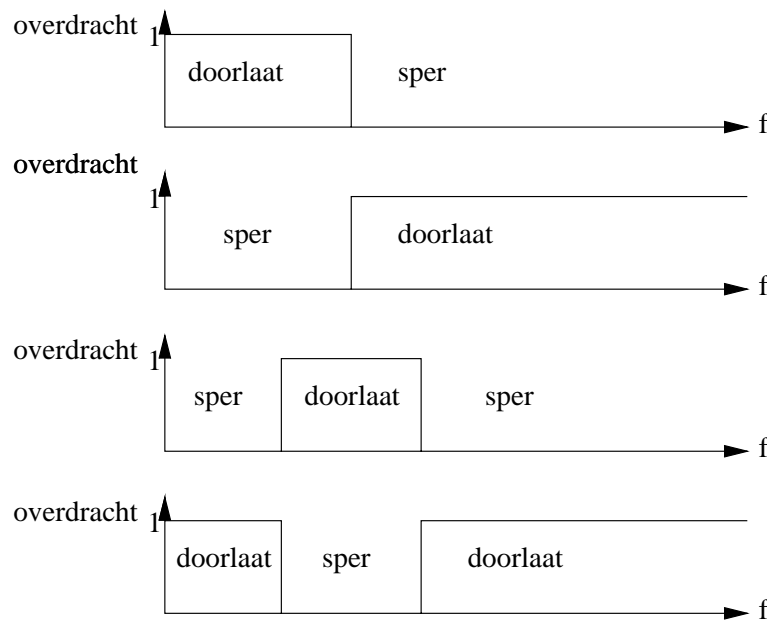 overdracht
1
doorlaat sper
f
overdracht
1
sper doorlaat
f
overdracht
1
sper doorlaat sper
f
overdracht
1
doorlaat sper doorlaat
f